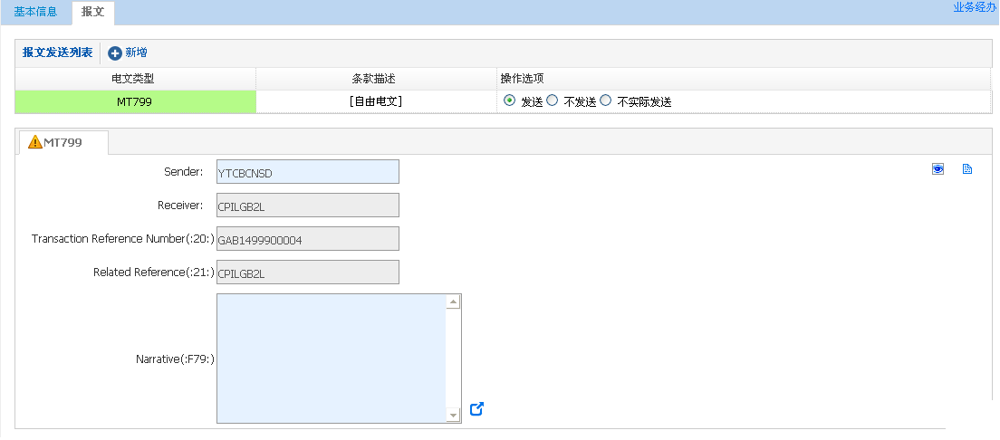 基本信息 报文 业务经办
报文发送列表 新增
电文类型 条款描述 操作选项
MT799 [自由电文] 发送 不发送 不实际发送
MT799
Sender: YTCBCNSD
Receiver: CPILGB2L
Transaction Reference Number(:20:) GAB1499900004
Related Reference(:21:) CPILGB2L
Narrative(:F79:)